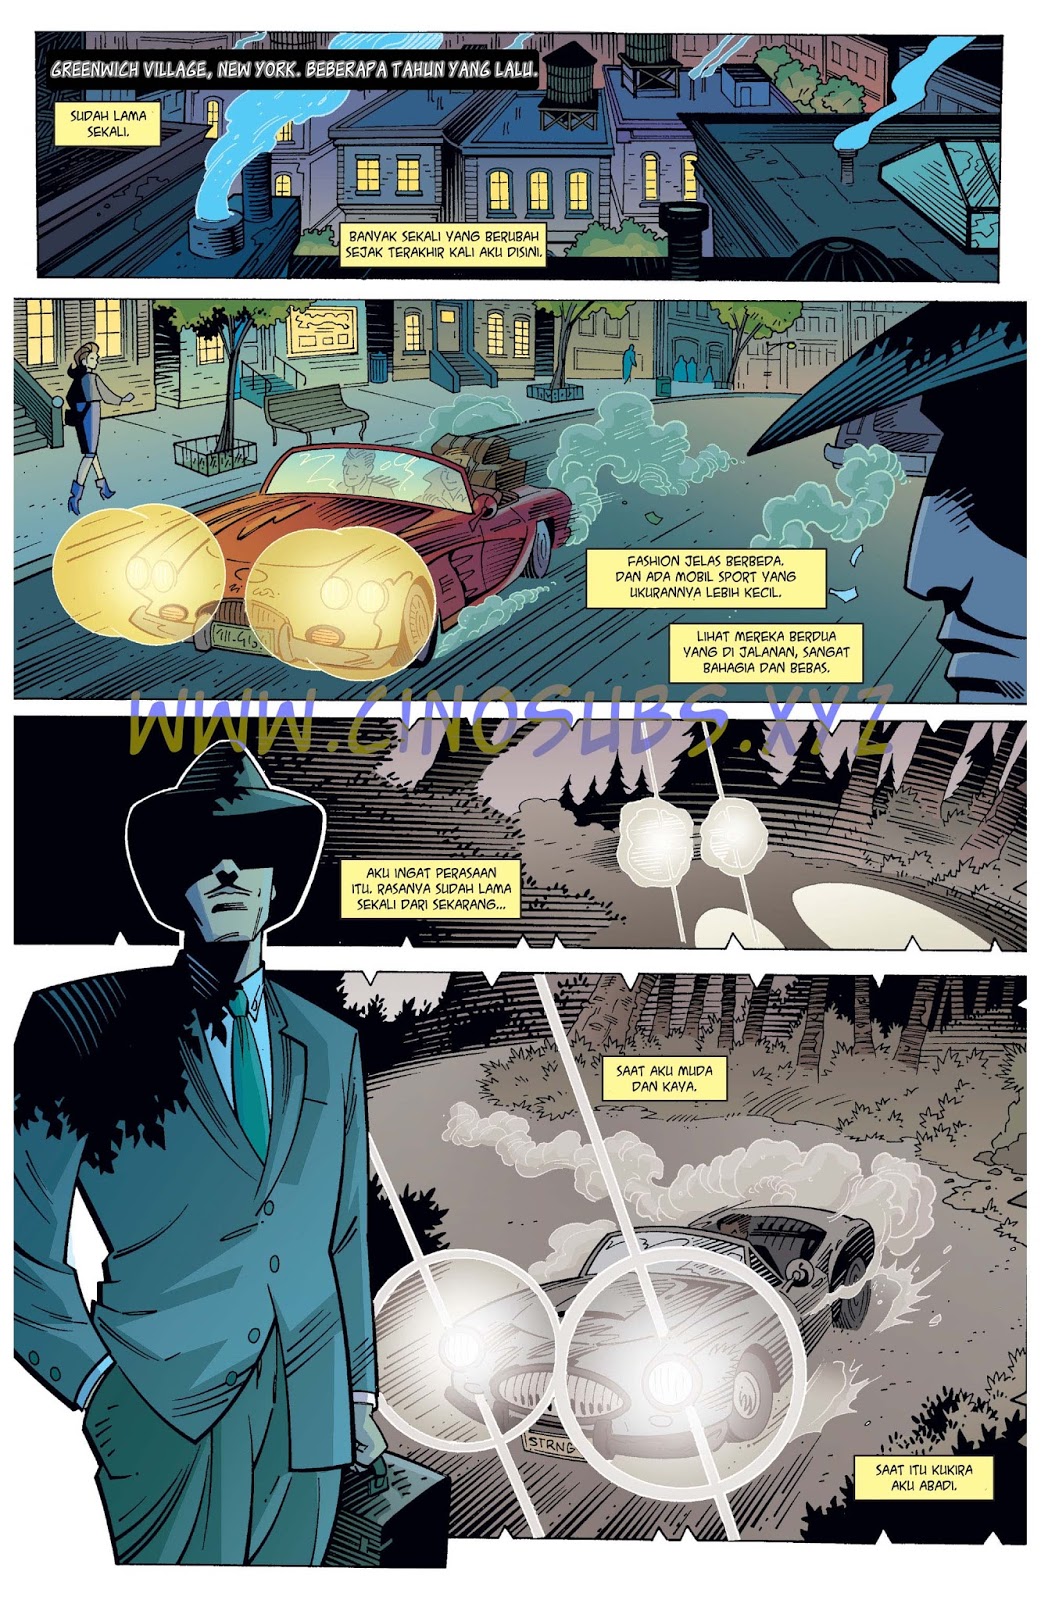 GREENWICH VILLAGE, NEW YORK. BEBERAPA TAHUN YANG LALU.
SUDAH LAMA
SEKALI.
BANYAK SEKALI YANG BERUBAH
SEJAK TERAKHIR KALI AKU DISINI.
FASHION JELAS BERBEDA.
DAN ADA MOBIL SPORT YANG
UKURANNYA LEBIH KECIL.
LIHAT MEREKA BERDUA
YANG DI JALANAN, SANGAT
BAHAGIA DAN BEBAS.
WWW.CINOSUBS.XYZ
AKU INGAT PERASAAN
ITU. RASANYA SUDAH LAMA
SEKALI DARI SEKARANG...
SAAT AKU MUDA
DAN KAYA.
STRNG
SAAT ITU KUKIRA
AKU ABADI.